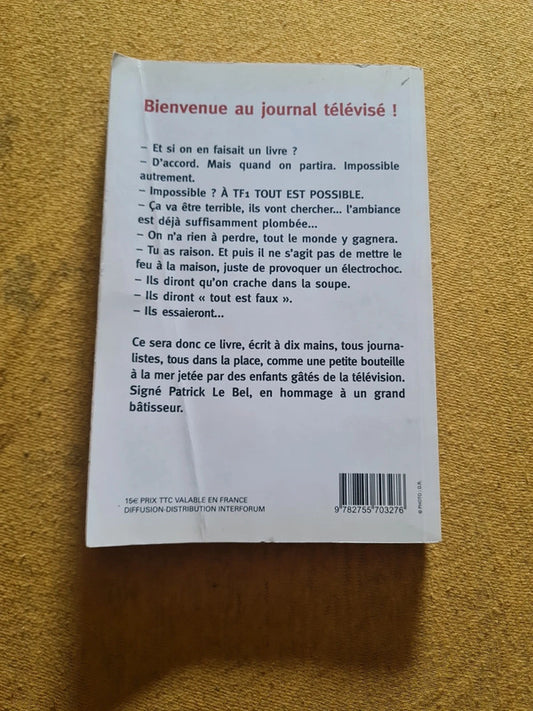 Bienvenue au journal télévisé !
– Et si on en faisait un livre ?
– D'accord. Mais quand on partira. Impossible
autrement.
– Impossible ? À TF1 TOUT EST POSSIBLE.
– Ça va être terrible, ils vont chercher... l'ambiance
est déjà suffisamment plombée...
– On n'a rien à perdre, tout le monde y gagnera.
– Tu as raison. Et puis il ne s'agit pas de mettre le
feu à la maison, juste de provoquer un électrochoc.
– Ils diront qu'on crache dans la soupe.
– Ils diront « tout est faux ».
– Ils essaieront...
Ce sera donc ce livre, écrit à dix mains, tous journa-
listes, tous dans la place, comme une petite bouteille
à la mer jetée par des enfants gâtés de la télévision.
Signé Patrick Le Bel, en hommage à un grand
bâtisseur.
15€ PRIX TTC VALABLE EN FRANCE
DIFFUSION-DISTRIBUTION INTERFORUM
9 782755 703276
© PHOTO : D.R.